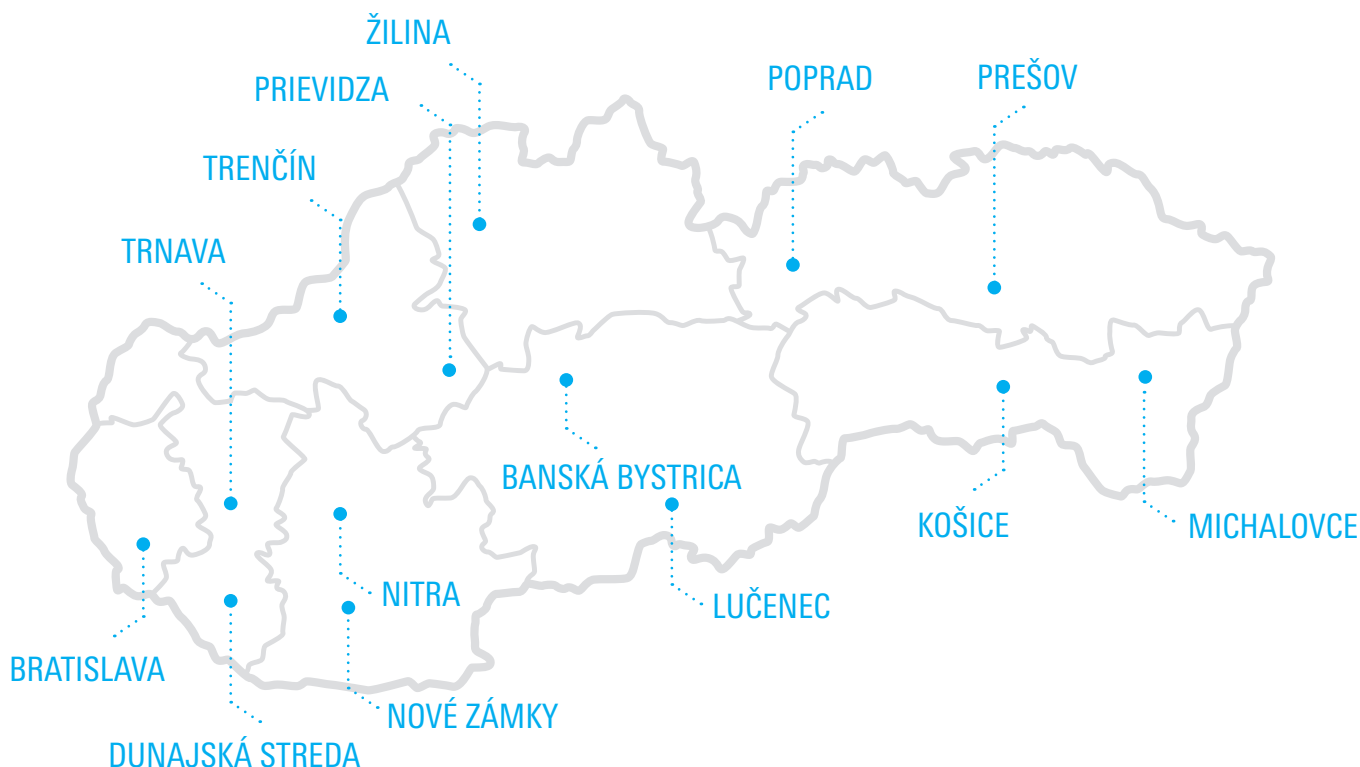 ŽILINA
PRIEVIDZA
POPRAD
PREŠOV
TRENČÍN
TRNAVA
BANSKÁ BYSTRICA
KOŠICE
MICHALOVCE
NITRA
LUČENEC
BRATISLAVA
NOVÉ ZÁMKY
DUNAJSKÁ STREDA